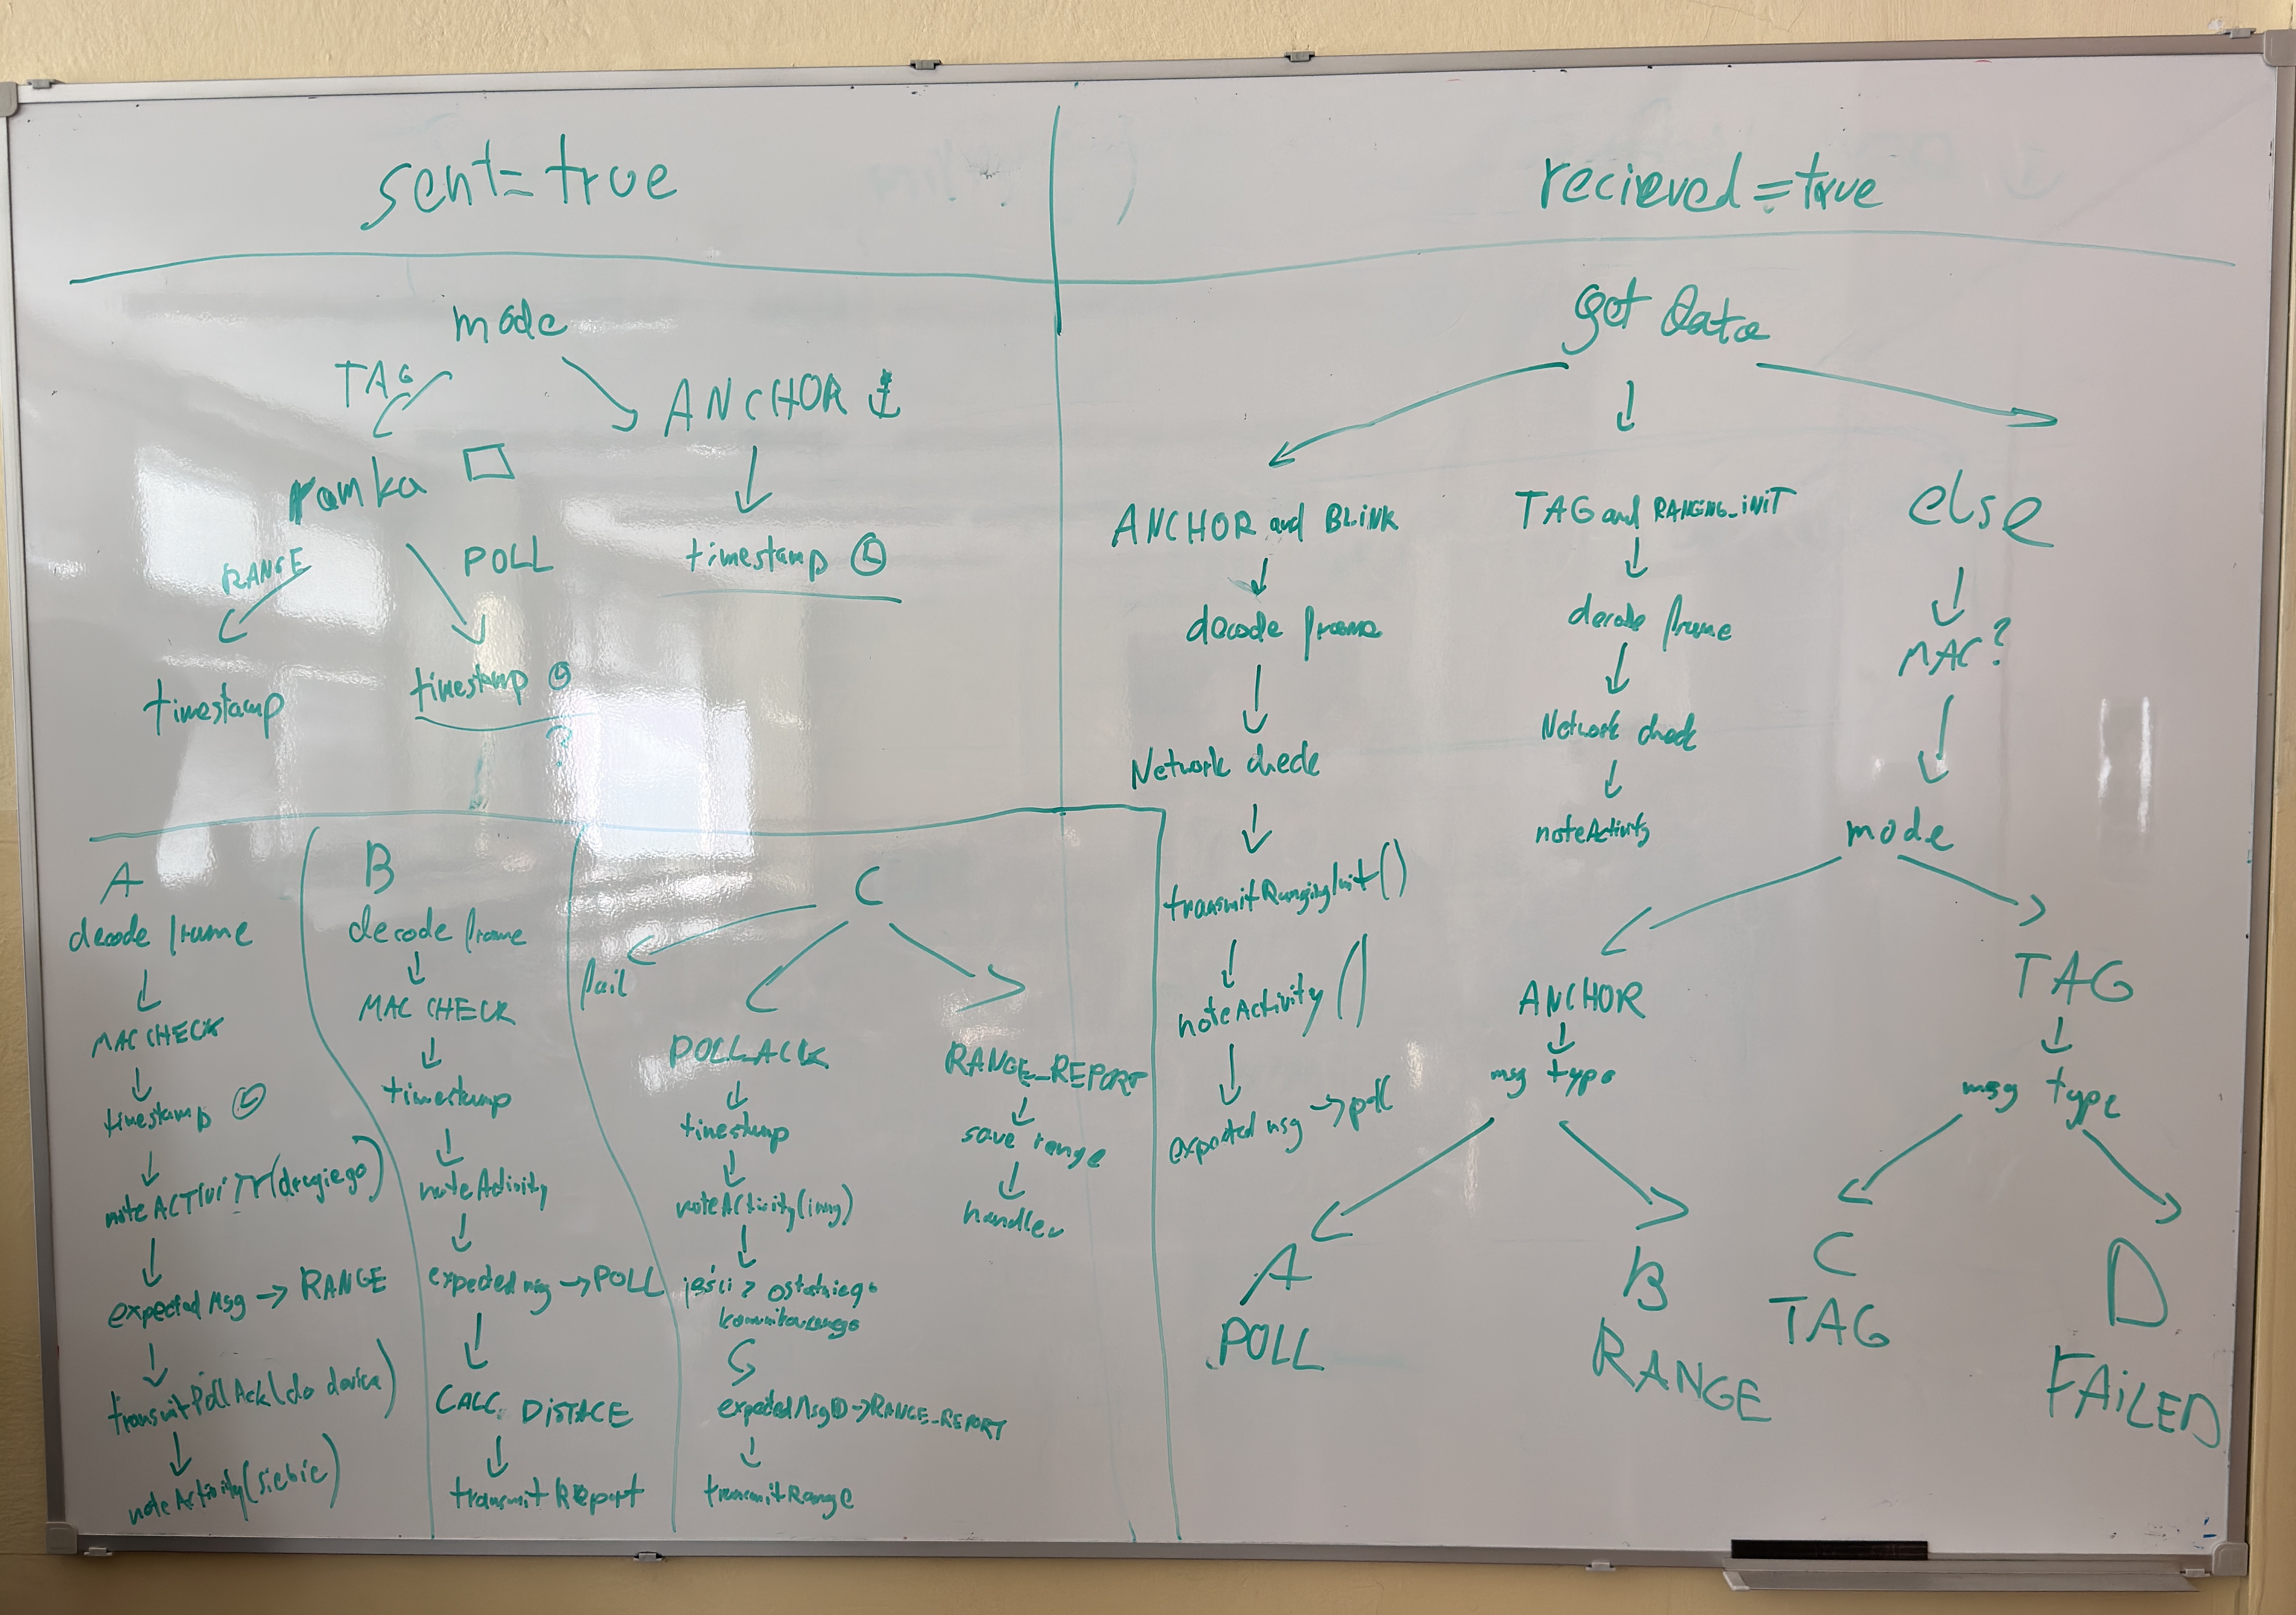 sent=true
mode
TAG
ANCHOR
ramka
RANGE
POLL
timestamp
timestamp
timestamp
?
recieved=true
get Data
ANCHOR and BLINK
decode frame
Network check
transmitRangingInit()
noteActivity()
expected msg → poll
TAG and RANGING_INIT
decode frame
Network check
noteActivity
else
MAC?
mode
ANCHOR
msg type
A
POLL
B
RANGE
TAG
msg type
C
TAG
D
FAILED
A
decode frame
MAC CHECK
timestamp
noteACTIVITY(drugiego)
expected Msg → RANGE
transmitPollAck(do device)
noteActivity(siebie)
B
decode frame
MAC CHECK
timestamp
noteActivity
expected msg → POLL
CALC. DISTACE
transmit Report
C
fail
POLL_ACK
timestamp
noteActivity(inny)
jeśli > ostatniego
expectedMsgID → RANGE_REPORT
transmitRange
RANGE_REPORT
save range
handler